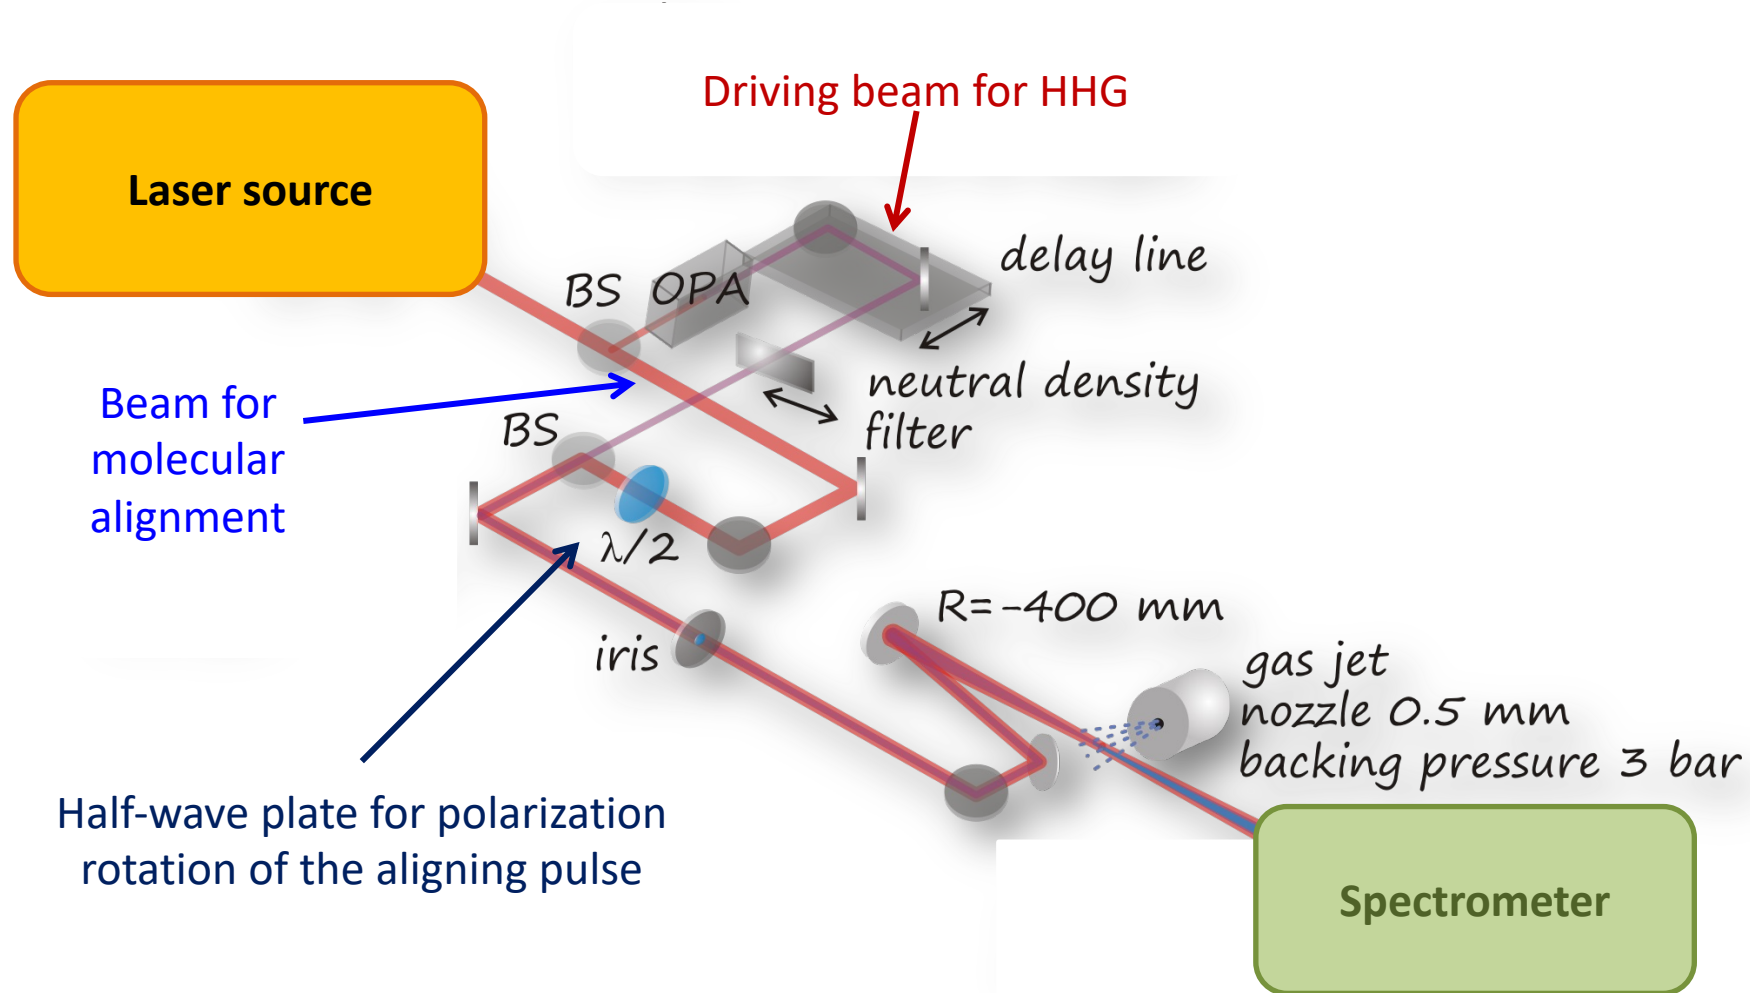 Driving beam for HHG
Laser source
BS OPA
delay line
neutral density
filter
Beam for
molecular
alignment
BS
λ/2
R=-400 mm
iris
gas jet
nozzle 0.5 mm
backing pressure 3 bar
Half-wave plate for polarization
rotation of the aligning pulse
Spectrometer